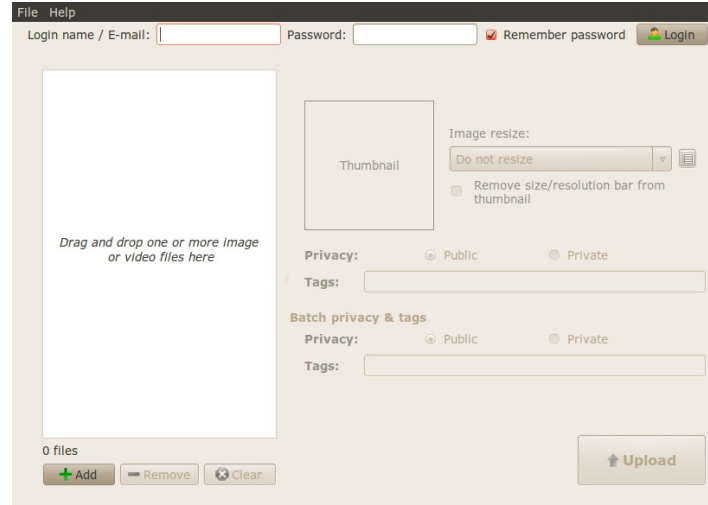 File Help
Login name / E-mail: Password: Remember password Login
Thumbnail
Image resize:
Do not resize
Remove size/resolution bar from
thumbnail
Drag and drop one or more image
or video files here
Privacy: Public Private
Tags:
Batch privacy & tags
Privacy: Public Private
Tags:
0 files
Add Remove Clear
Upload